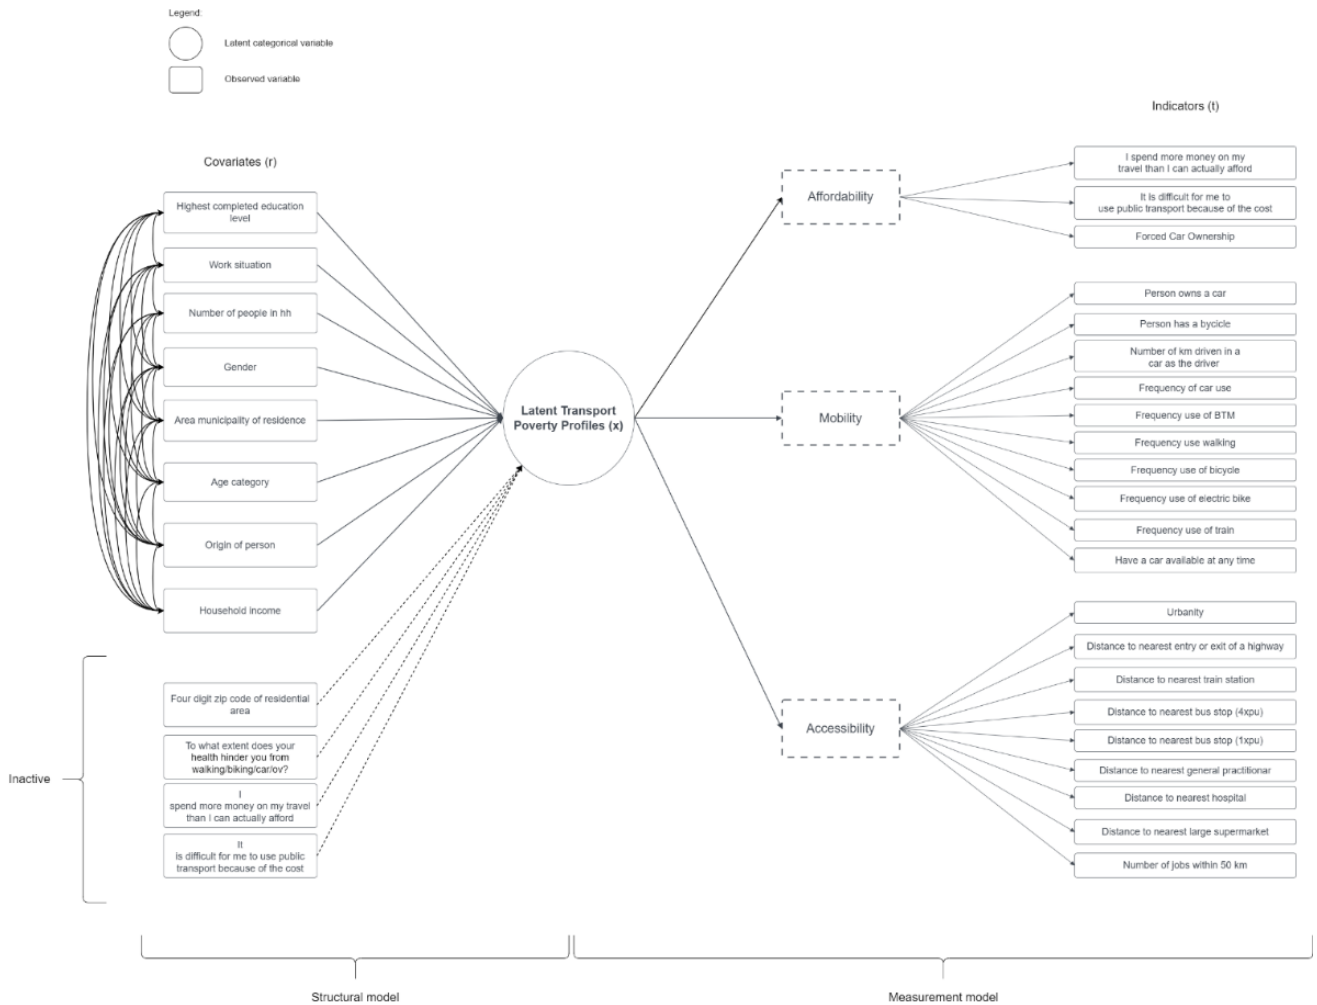 Legend:
Latent categorical variable
Observed variable
Indicators (t)
Covariates (r)
Highest completed education
level
Work situation
Number of people in hh
Gender
Area municipality of residence
Age category
Origin of person
Household income
Inactive
Four digit zip code of residential
area
To what extent does your
health hinder you from
walking/biking/car/ov?
I
spend more money on my travel
than I can actually afford
It
is difficult for me to use public
transport because of the cost
Latent Transport
Poverty Profiles (x)
Affordability
Mobility
Accessibility
I spend more money on my
travel than I can actually afford
It is difficult for me to
use public transport because of the cost
Forced Car Ownership
Person owns a car
Person has a bycicle
Number of km driven in a
car as the driver
Frequency of car use
Frequency use of BTM
Frequency use walking
Frequency use of bicycle
Frequency use of electric bike
Frequency use of train
Have a car available at any time
Urbanity
Distance to nearest entry or exit of a highway
Distance to nearest train station
Distance to nearest bus stop (4xpu)
Distance to nearest bus stop (1xpu)
Distance to nearest general practitionar
Distance to nearest hospital
Distance to nearest large supermarket
Number of jobs within 50 km
Structural model
Measurement model